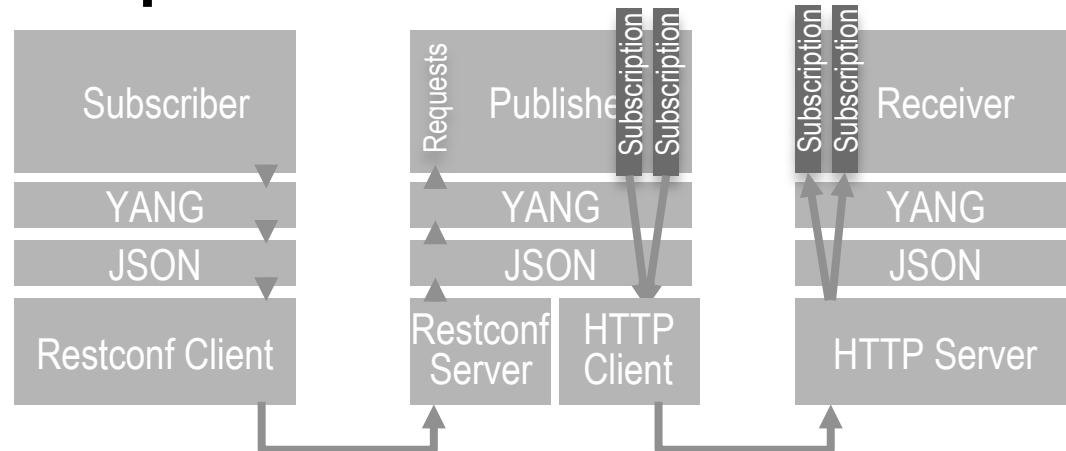 Subscriber
YANG
JSON
Restconf Client
Requests
Publishe
Subscription
Subscription
YANG
JSON
Restconf
Server
HTTP
Client
Subscription
Subscription
Receiver
YANG
JSON
HTTP Server